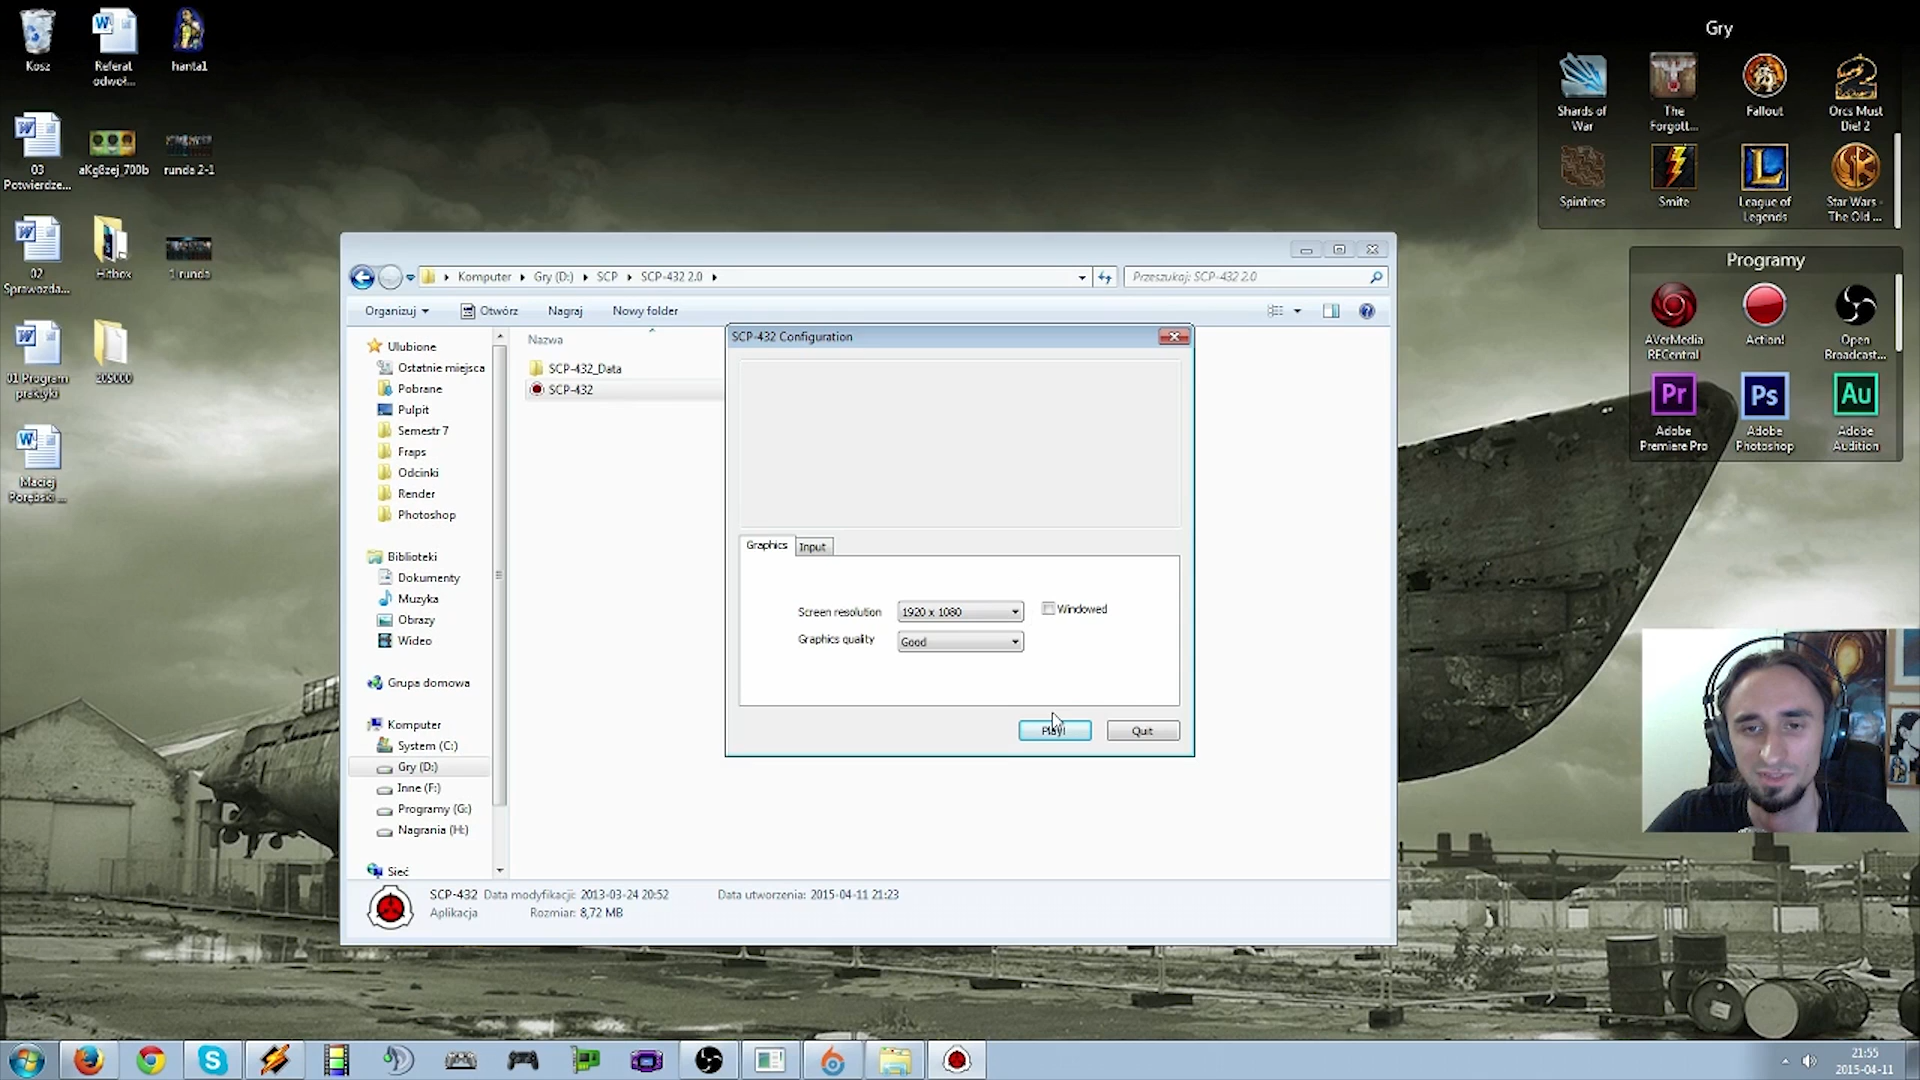 Kosz
Referat
odwoł...
hanta1
03
Potwierdze...
aKg8zej_700b
runda 2-1
02
Sprawozda...
Hitbox
1 runda
01 Program
praktyki
205000
Maciej
Porębski ...
Gry
Shards of
War
The
Forgott...
Fallout
Orcs Must
Die! 2
Spintires
Smite
League of
Legends
Star Wars -
The Old ...
Programy
AVerMedia
RECentral
Action!
Open
Broadcast...
Adobe
Premiere Pro
Adobe
Photoshop
Adobe
Audition
Komputer
Gry (D:)
SCP
SCP-432 2.0
Przeszukaj: SCP-432 2.0
Organizuj
Otwórz
Nagraj
Nowy folder
Nazwa
SCP-432_Data
SCP-432
Ulubione
Ostatnie miejsca
Pobrane
Pulpit
Semestr 7
Fraps
Odcinki
Render
Photoshop
Biblioteki
Dokumenty
Muzyka
Obrazy
Wideo
Grupa domowa
Komputer
System (C:)
Gry (D:)
Inne (F:)
Programy (G:)
Nagrania (H:)
Sieć
SCP-432 Configuration
Graphics
Input
Screen resolution
1920 x 1080
Windowed
Graphics quality
Good
Play!
Quit
SCP-432 Data modyfikacji: 2013-03-24 20:52 Data utworzenia: 2015-04-11 21:23
Aplikacja Rozmiar: 8,72 MB
21:55
2015-04-11